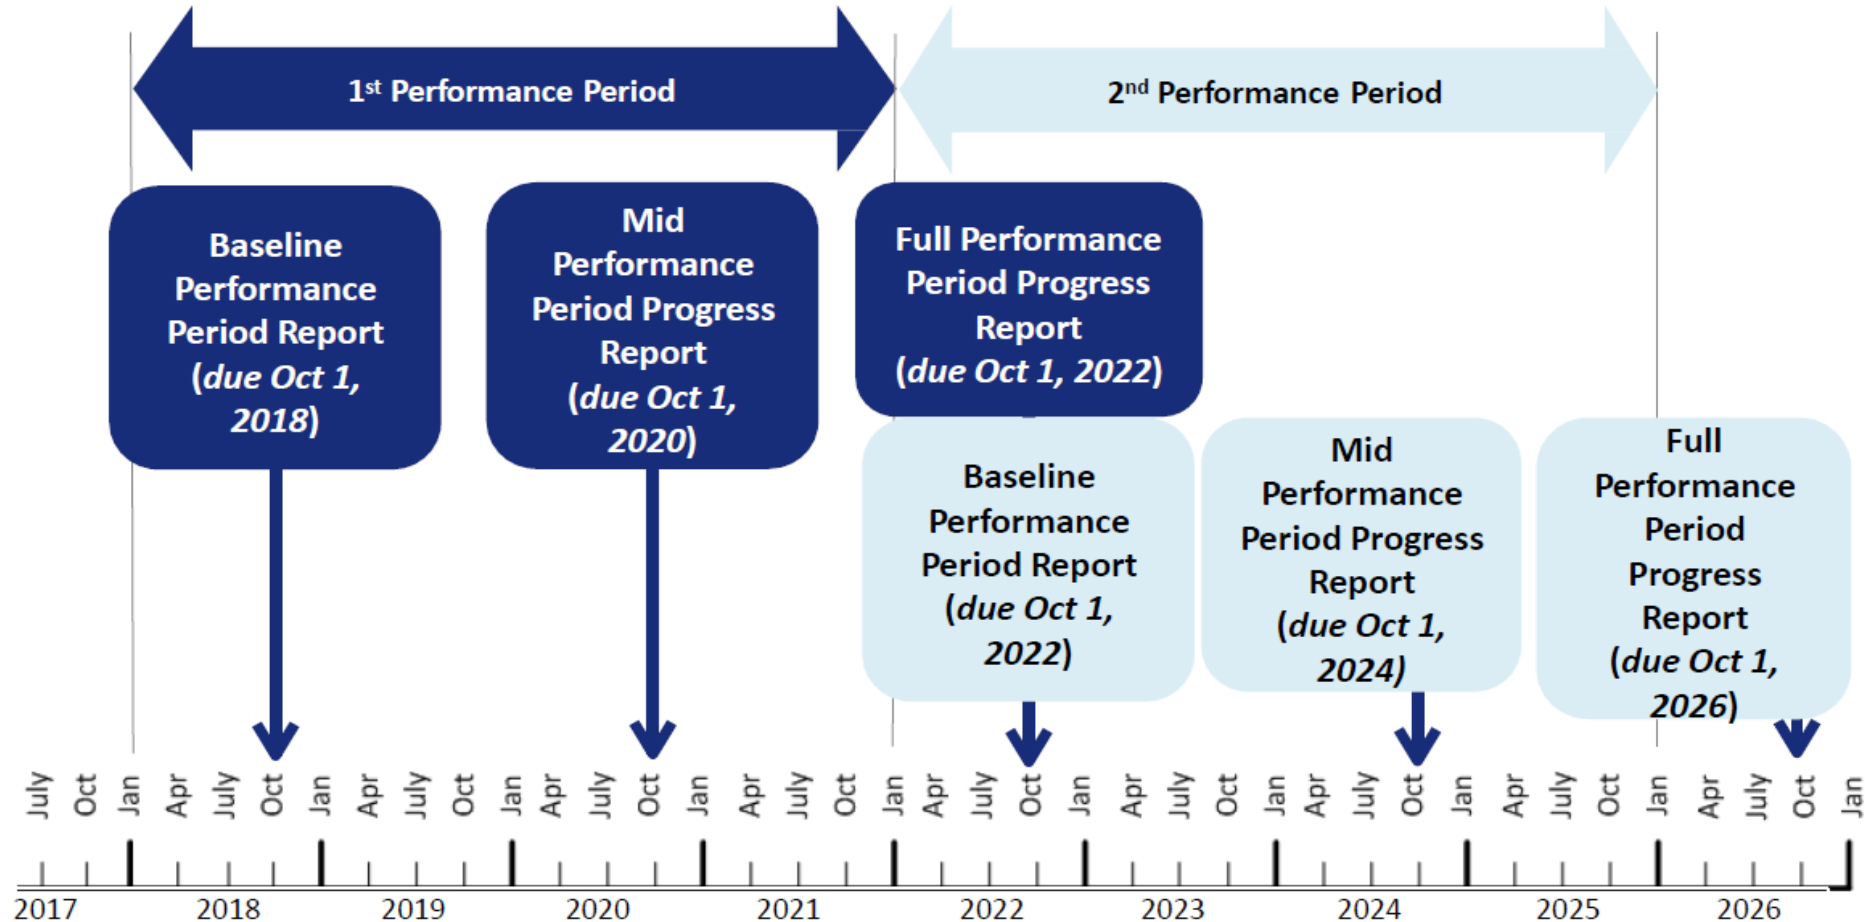 1st Performance Period
2nd Performance Period
Baseline
Performance
Period Report
(due Oct 1,
2018)
Mid
Performance
Period Progress
Report
(due Oct 1,
2020)
Full Performance
Period Progress
Report
(due Oct 1, 2022)
Baseline
Performance
Period Report
(due Oct 1,
2022)
Mid
Performance
Period Progress
Report
(due Oct 1,
2024)
Full
Performance
Period
Progress
Report
(due Oct 1,
2026)
July Oct Jan Apr July Oct Jan Apr July Oct Jan Apr July Oct Jan Apr July Oct Jan Apr July Oct Jan Apr July Oct Jan Apr July Oct Jan Apr July Oct Jan Apr July Oct Jan
2017 2018 2019 2020 2021 2022 2023 2024 2025 2026